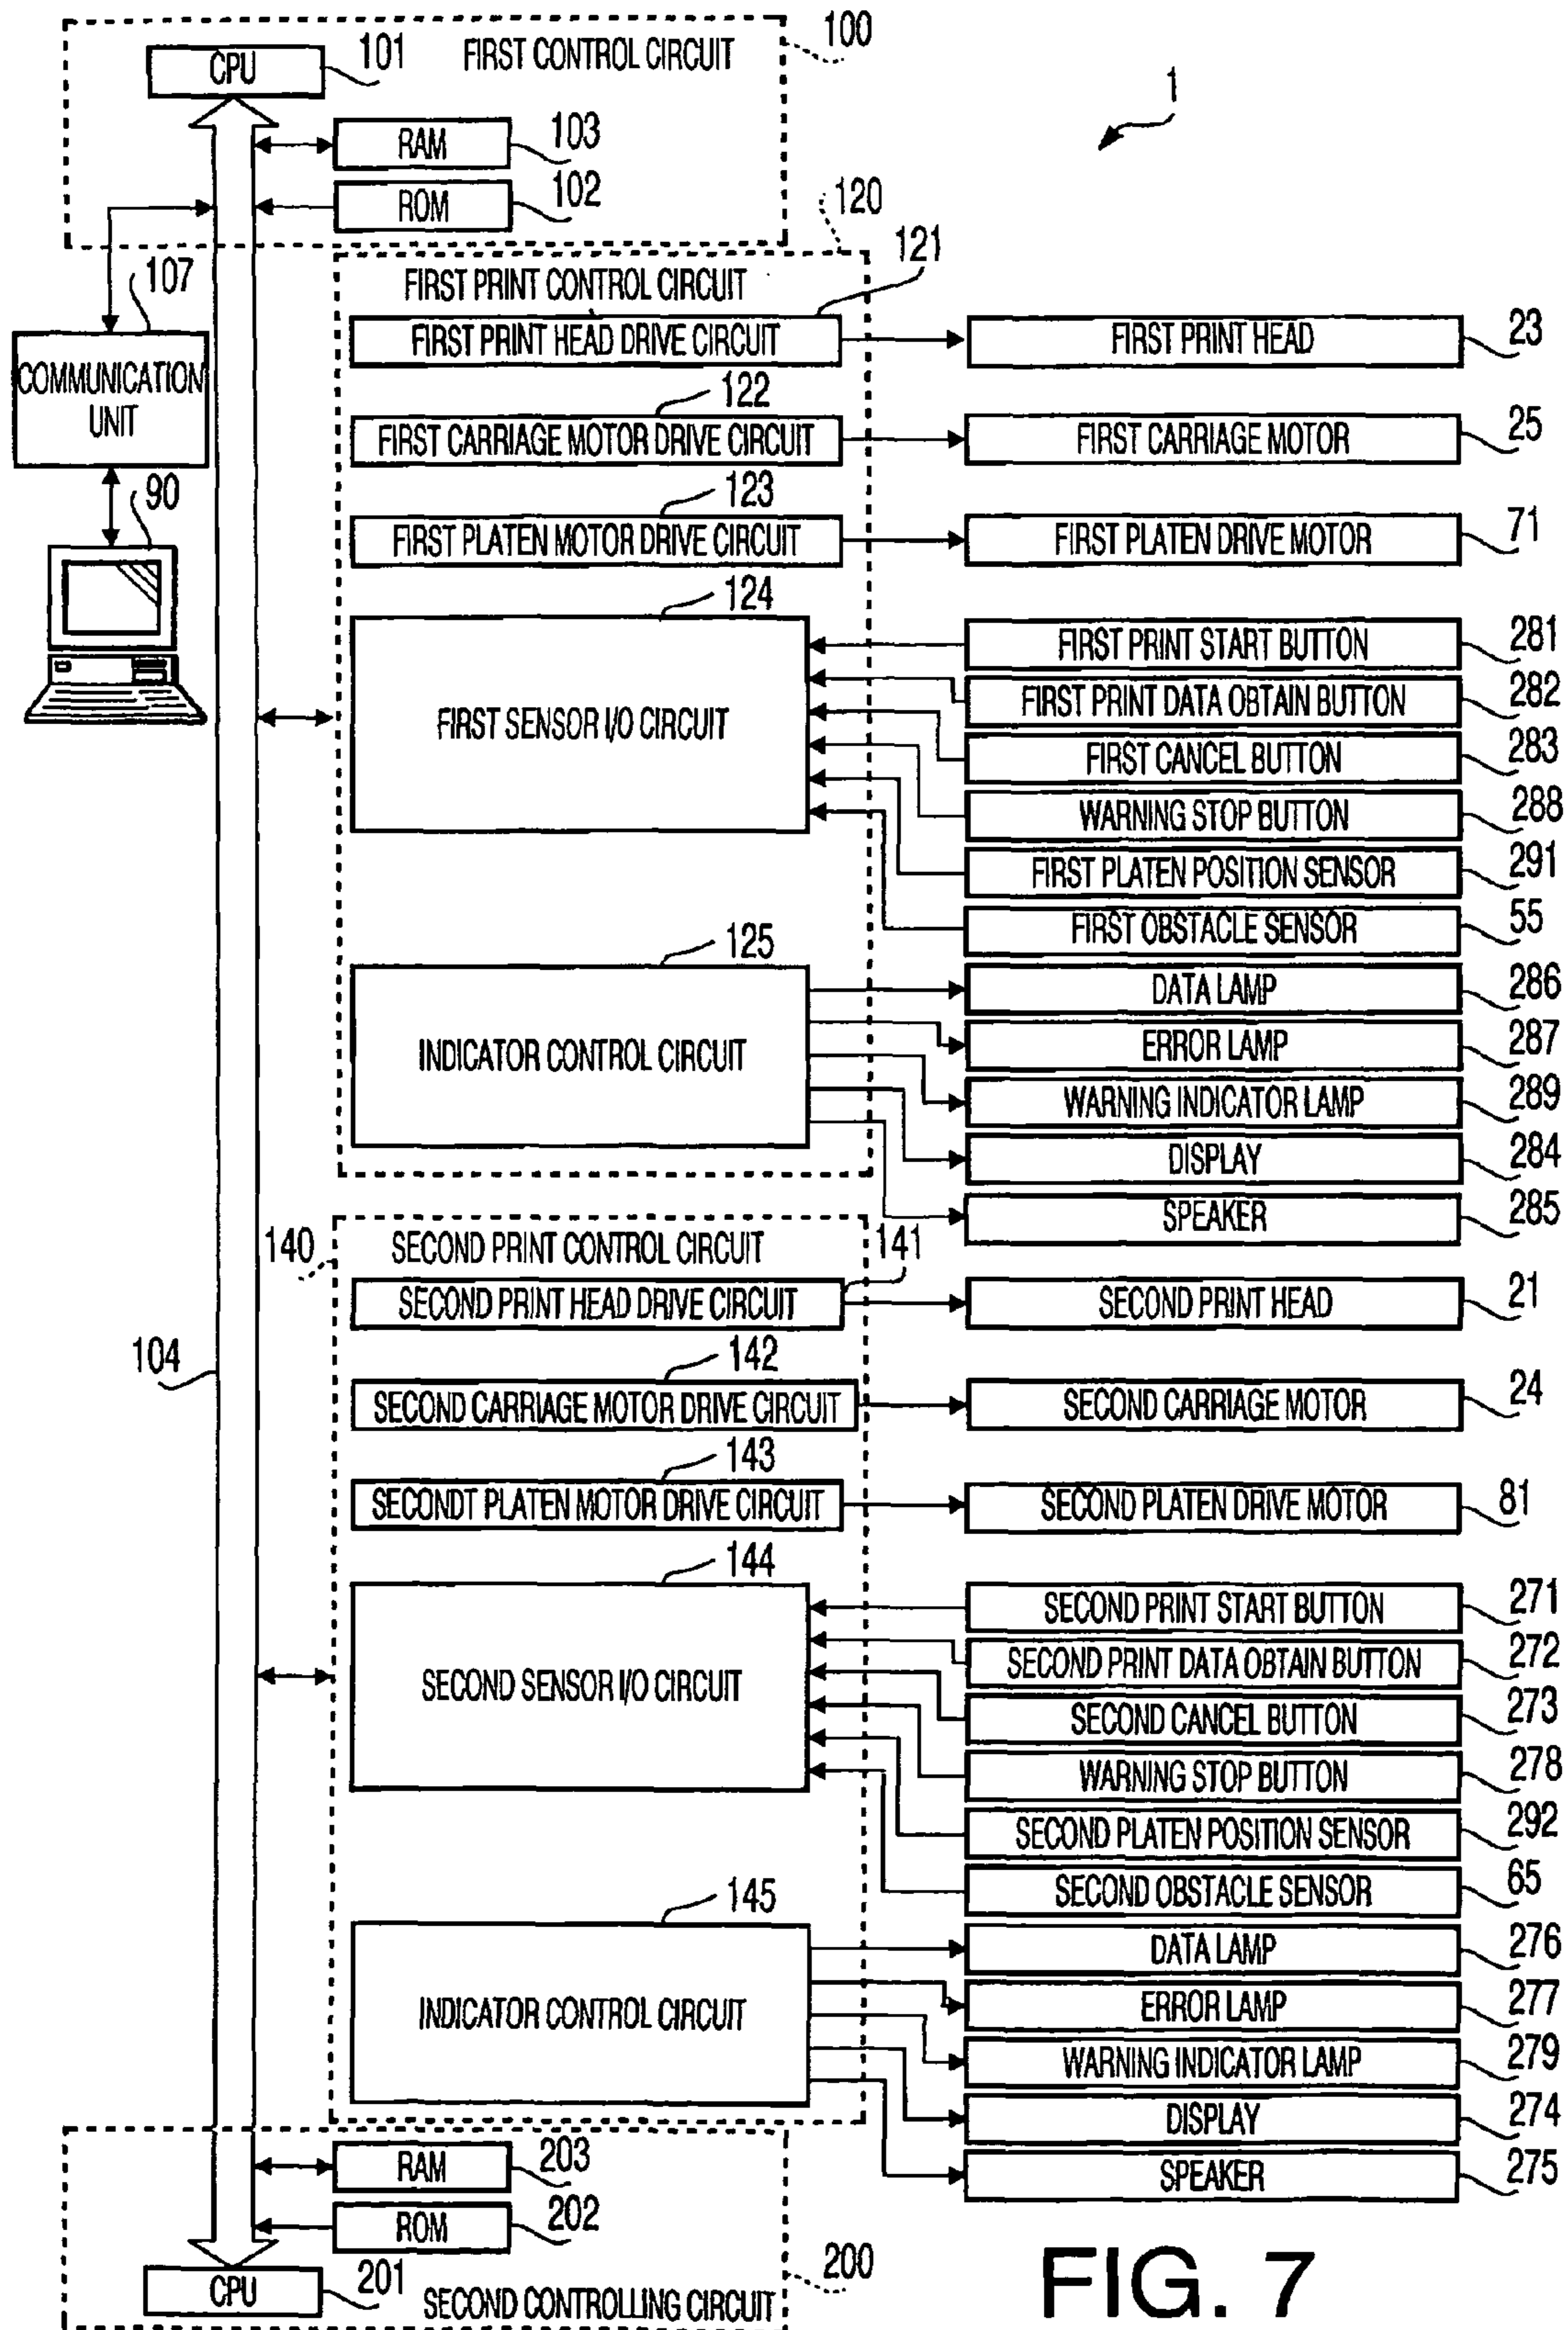 100
CPU
101
FIRST CONTROL CIRCUIT
1
RAM
103
ROM
102
120
121
107
FIRST PRINT CONTROL CIRCUIT
FIRST PRINT HEAD DRIVE CIRCUIT
FIRST PRINT HEAD
23
COMMUNICATION
UNIT
122
FIRST CARRIAGE MOTOR DRIVE CIRCUIT
FIRST CARRIAGE MOTOR
25
90
123
FIRST PLATEN MOTOR DRIVE CIRCUIT
FIRST PLATEN DRIVE MOTOR
71
124
FIRST SENSOR I/O CIRCUIT
FIRST PRINT START BUTTON
281
FIRST PRINT DATA OBTAIN BUTTON
282
FIRST CANCEL BUTTON
283
WARNING STOP BUTTON
288
FIRST PLATEN POSITION SENSOR
291
FIRST OBSTACLE SENSOR
55
125
INDICATOR CONTROL CIRCUIT
DATA LAMP
286
ERROR LAMP
287
WARNING INDICATOR LAMP
289
DISPLAY
284
SPEAKER
285
140
SECOND PRINT CONTROL CIRCUIT
141
SECOND PRINT HEAD DRIVE CIRCUIT
SECOND PRINT HEAD
21
104
142
SECOND CARRIAGE MOTOR DRIVE CIRCUIT
SECOND CARRIAGE MOTOR
24
143
SECONDT PLATEN MOTOR DRIVE CIRCUIT
SECOND PLATEN DRIVE MOTOR
81
144
SECOND SENSOR I/O CIRCUIT
SECOND PRINT START BUTTON
271
SECOND PRINT DATA OBTAIN BUTTON
272
SECOND CANCEL BUTTON
273
WARNING STOP BUTTON
278
SECOND PLATEN POSITION SENSOR
292
SECOND OBSTACLE SENSOR
65
145
INDICATOR CONTROL CIRCUIT
DATA LAMP
276
ERROR LAMP
277
WARNING INDICATOR LAMP
279
DISPLAY
274
SPEAKER
275
RAM
203
ROM
202
CPU
201
SECOND CONTROLLING CIRCUIT
200
FIG. 7